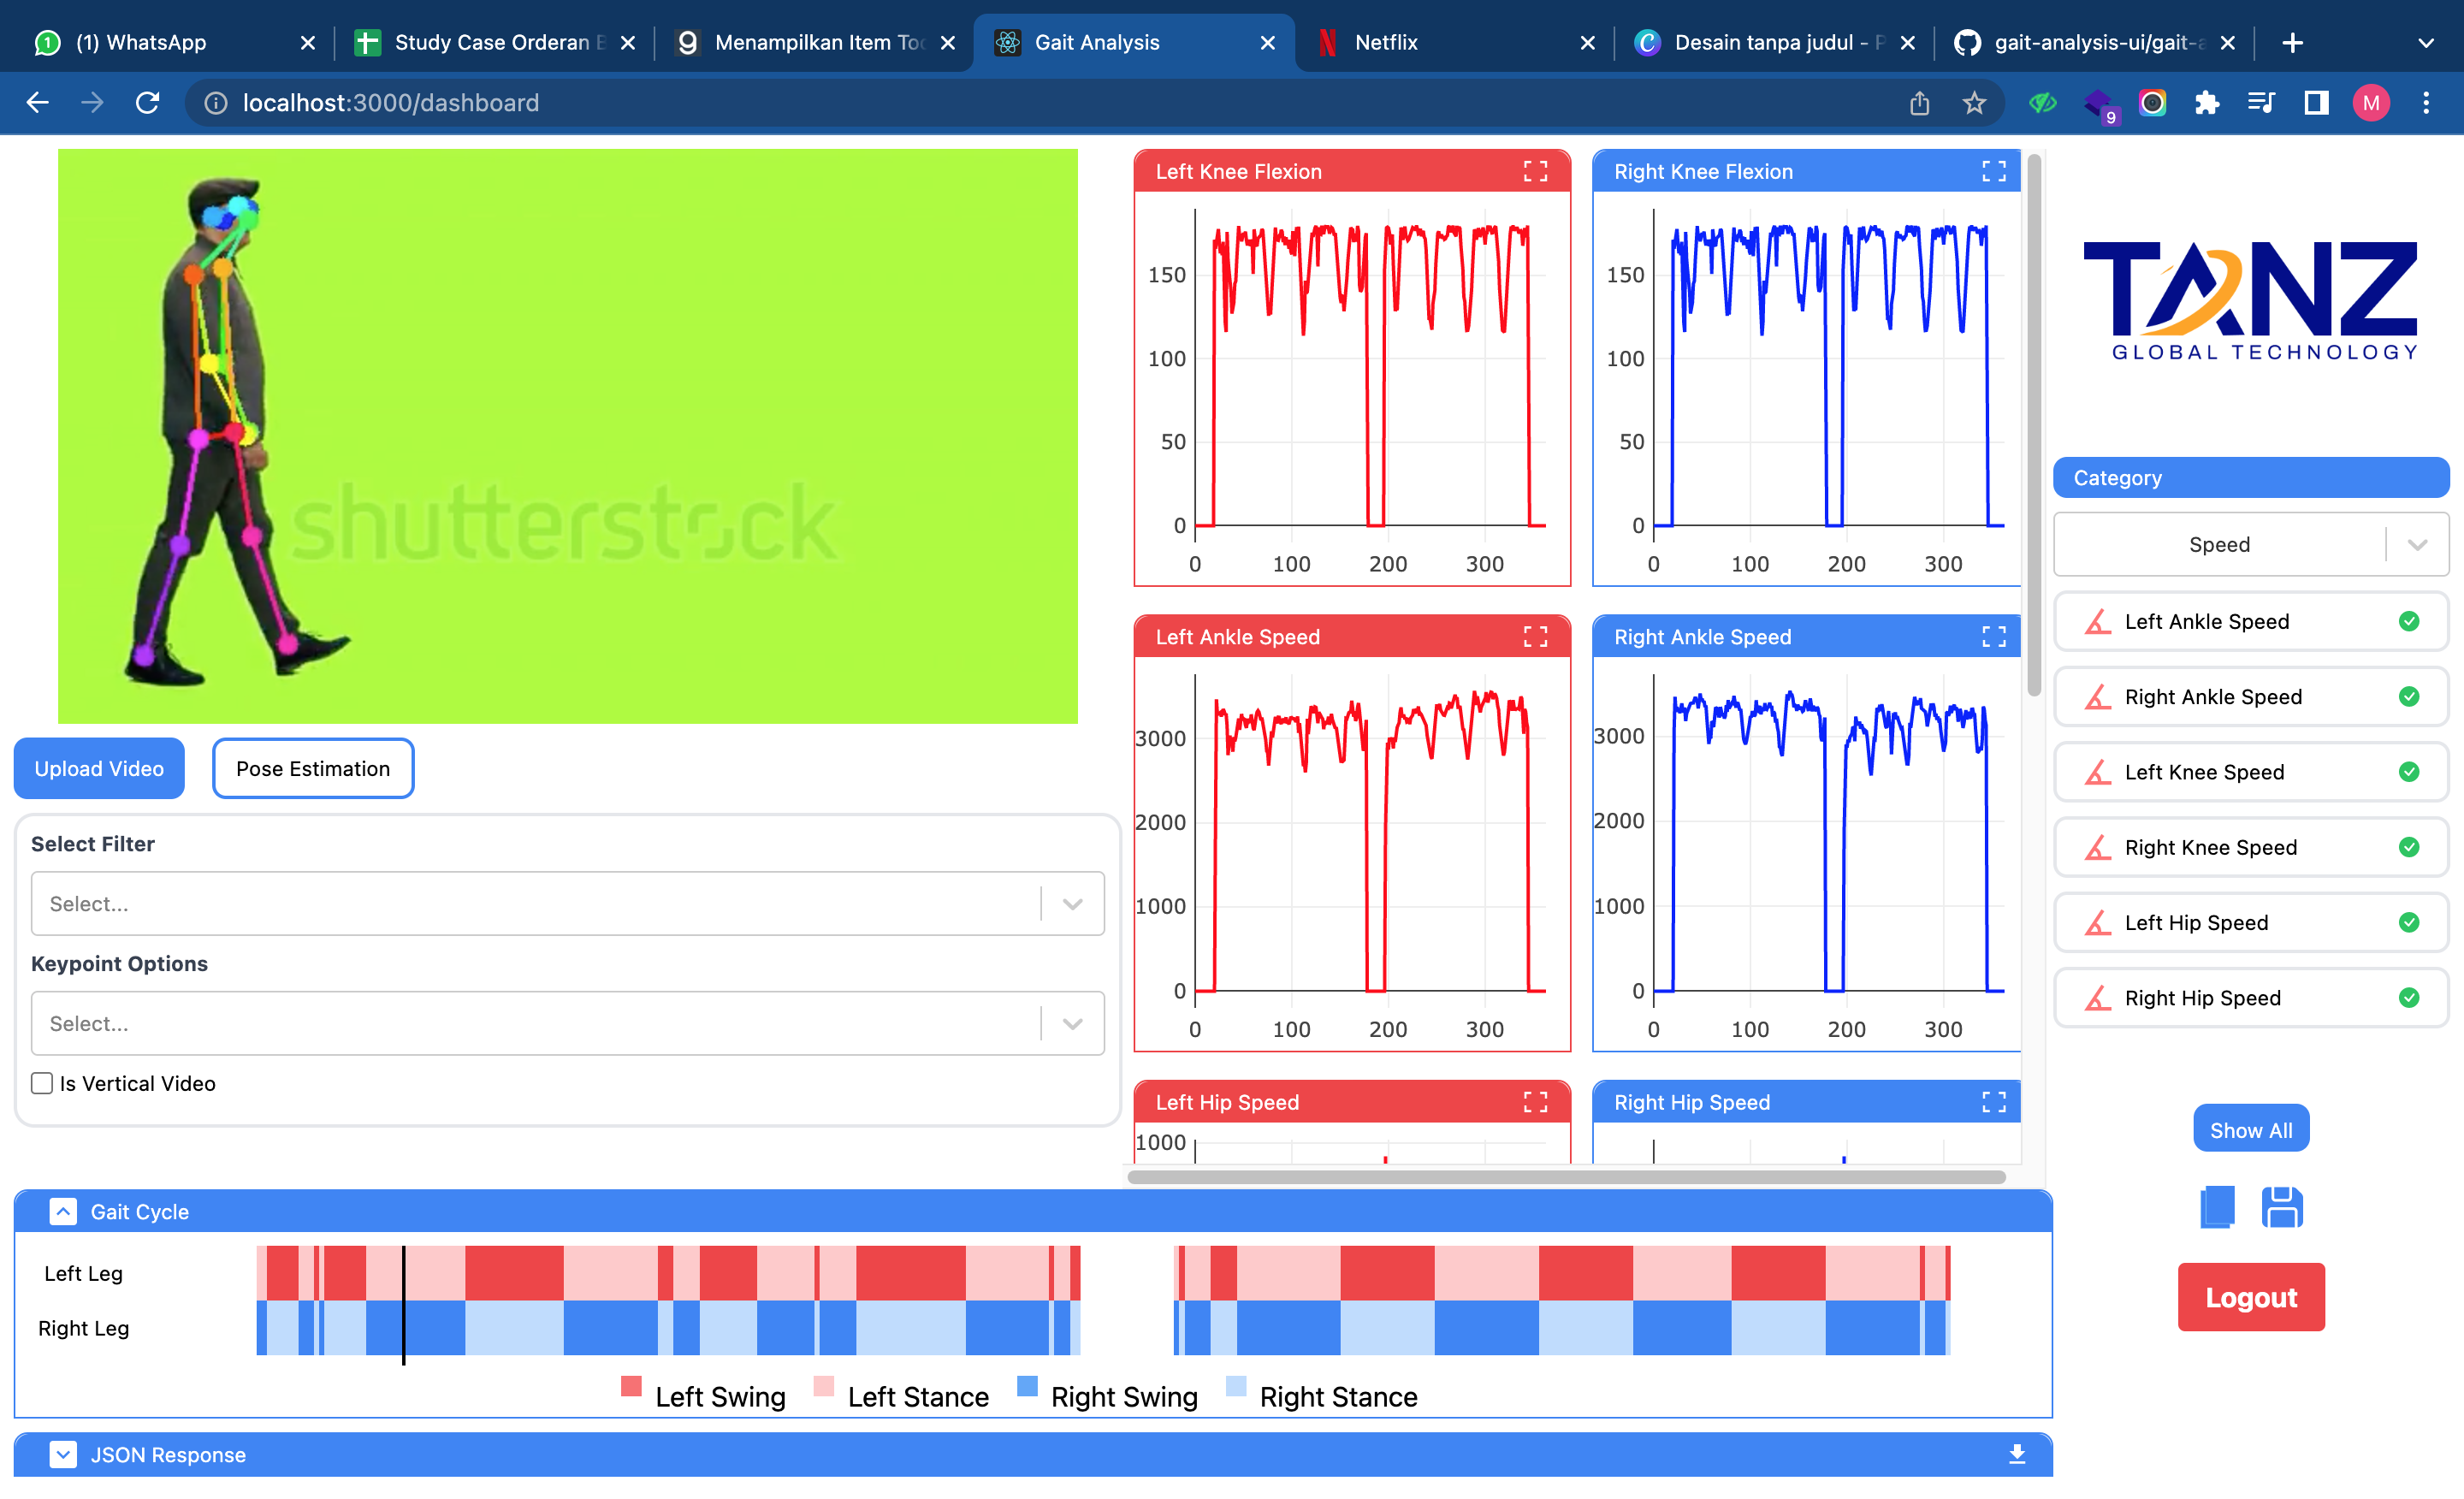 (1) WhatsApp
Study Case Orderan
Menampilkan Item
Gait Analysis
Netflix
Desain tanpa judul -
gait-analysis-ui/gait-
localhost:3000/dashboard
9
M
shutterstock
Upload Video
Pose Estimation
Select Filter
Select...
Keypoint Options
Select...
Is Vertical Video
Left Knee Flexion
150
100
50
0
0 100 200 300
Right Knee Flexion
150
100
50
0
0 100 200 300
Left Ankle Speed
3000
2000
1000
0
0 100 200 300
Right Ankle Speed
3000
2000
1000
0
0 100 200 300
Left Hip Speed
1000
Right Hip Speed
TANZ
GLOBAL TECHNOLOGY
Category
Speed
Left Ankle Speed
Right Ankle Speed
Left Knee Speed
Right Knee Speed
Left Hip Speed
Right Hip Speed
Show All
Logout
Gait Cycle
Left Leg
Right Leg
Left Swing Left Stance Right Swing Right Stance
JSON Response